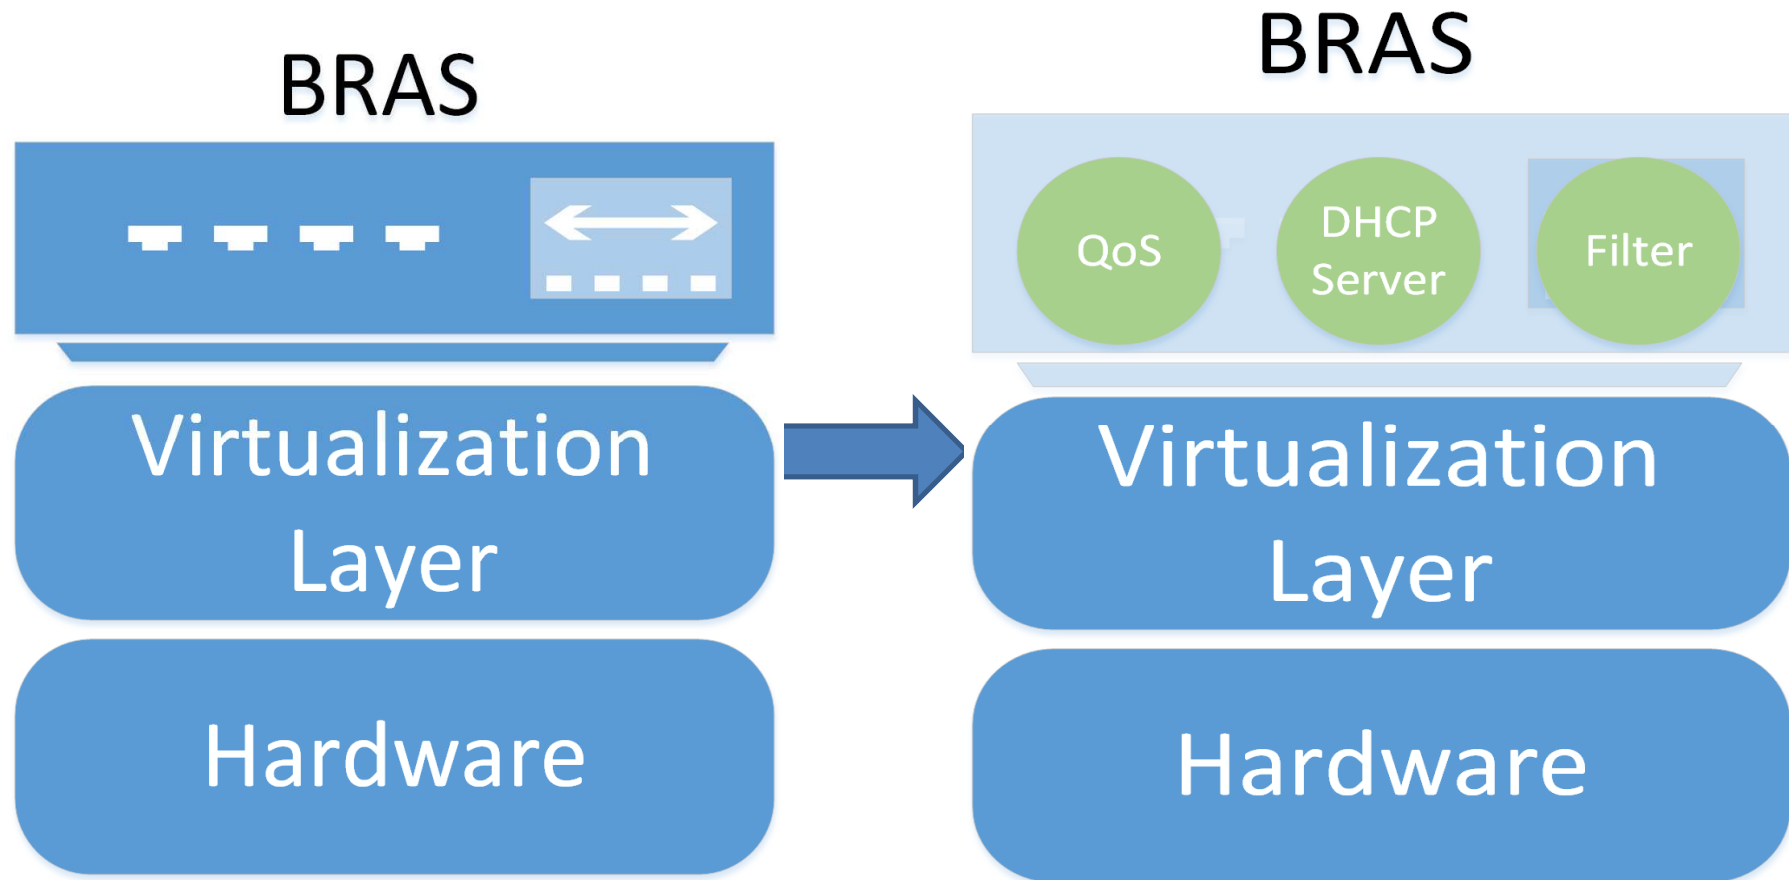 BRAS
Virtualization
Layer
Hardware
BRAS
QoS
DHCP
Server
Filter
Virtualization
Layer
Hardware